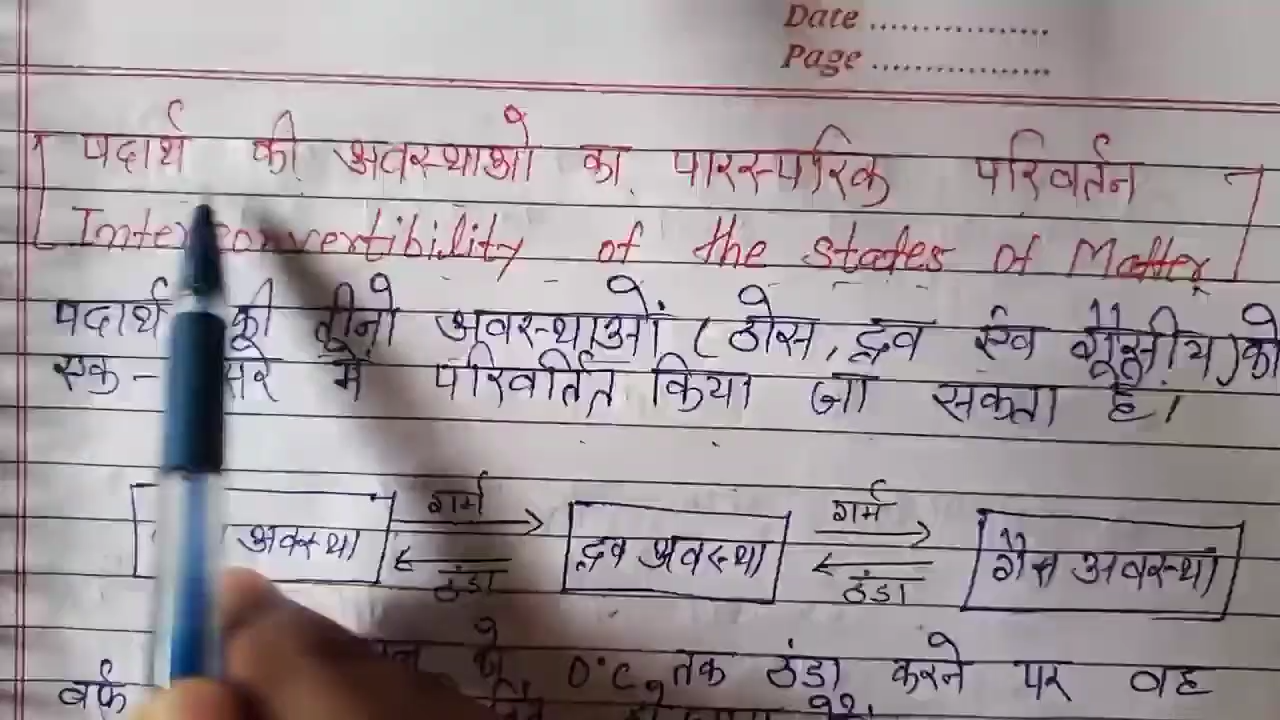 Date ..................
Page ..................
पदार्थ की अवस्थाओं का पारस्परिक परिवर्तन
Interconvertibility of the states of Matter
पदार्थ की तीनो अवस्थाओं (ठोस, द्रव एंव गैसीय) को
एक- सरे में परिवर्तित किया जा सकता है।
अवस्था गर्म ठंडा द्रव अवस्था गर्म ठंडा गैस अवस्था
0°C तक ठंडा करने पर वह
बर्फ